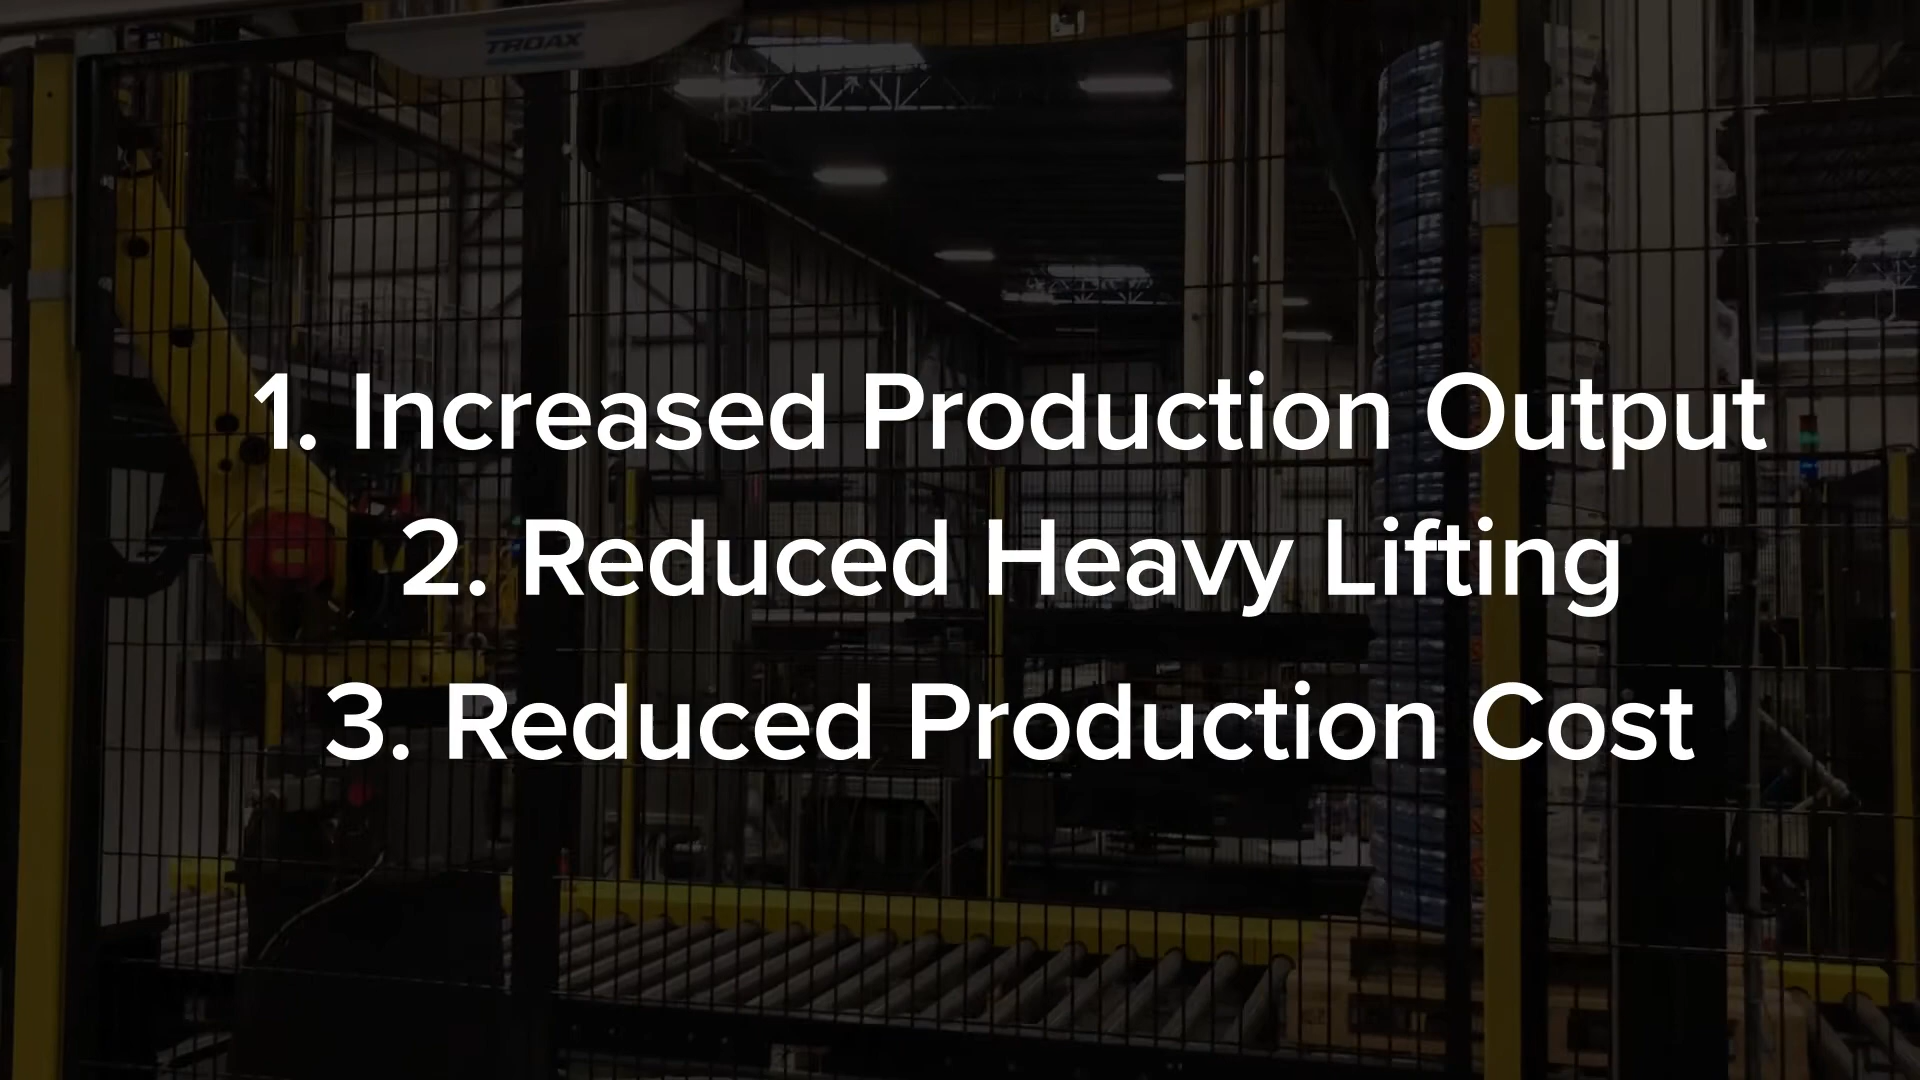 TROAX
1. Increased Production Output
2. Reduced Heavy Lifting
3. Reduced Production Cost